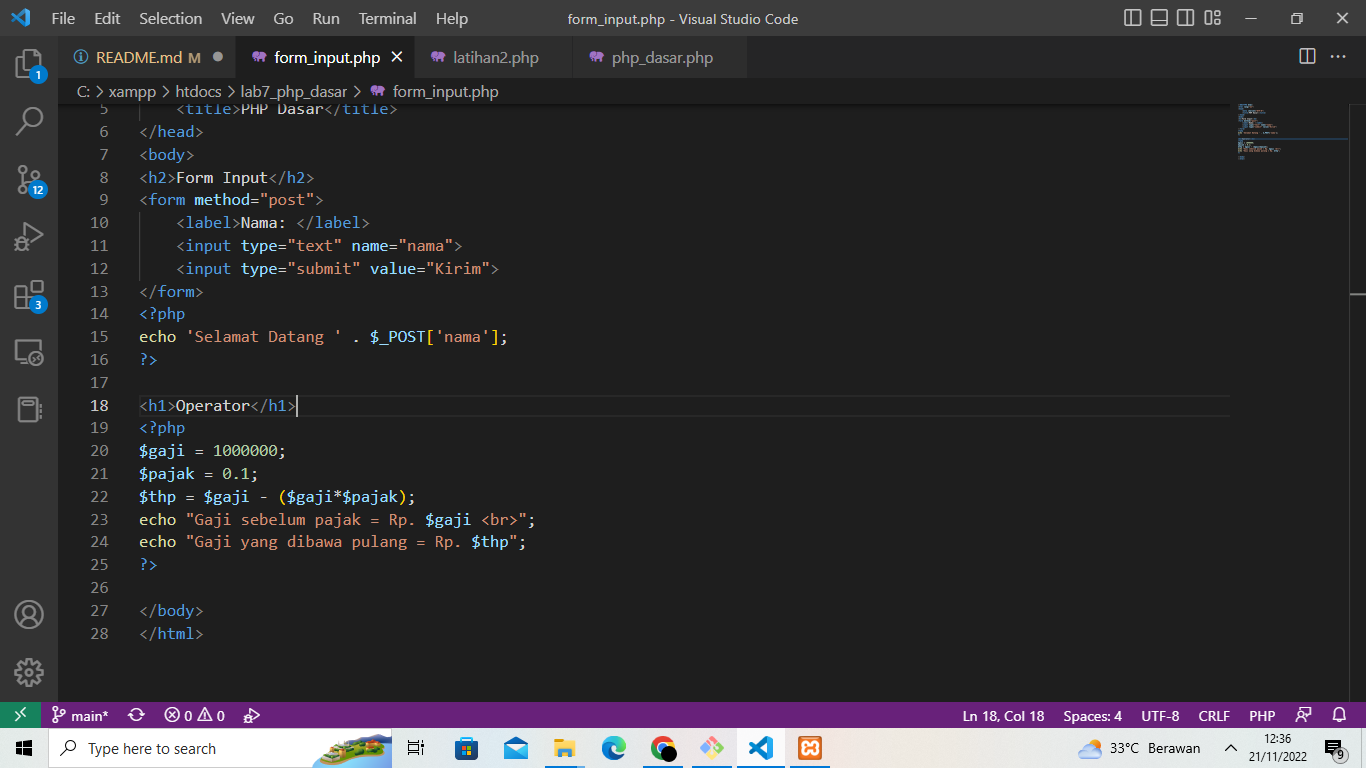 File Edit Selection View Go Run Terminal Help form_input.php - Visual Studio Code
README.md M form_input.php latihan2.php php_dasar.php
C: > xampp > htdocs > lab7_php_dasar > form_input.php
5 <title>PHP Dasar</title>
6 </head>
7 <body>
8 <h2>Form Input</h2>
9 <form method="post">
10 <label>Nama: </label>
11 <input type="text" name="nama">
12 <input type="submit" value="Kirim">
13 </form>
14 <?php
15 echo 'Selamat Datang ' . $_POST['nama'];
16 ?>
17
18 <h1>Operator</h1>
19 <?php
20 $gaji = 1000000;
21 $pajak = 0.1;
22 $thp = $gaji - ($gaji*$pajak);
23 echo "Gaji sebelum pajak = Rp. $gaji <br>";
24 echo "Gaji yang dibawa pulang = Rp. $thp";
25 ?>
26
27 </body>
28 </html>
1
12
3
main* 0 0 Ln 18, Col 18 Spaces: 4 UTF-8 CRLF PHP
Type here to search 33°C Berawan 12:36
21/11/2022 9